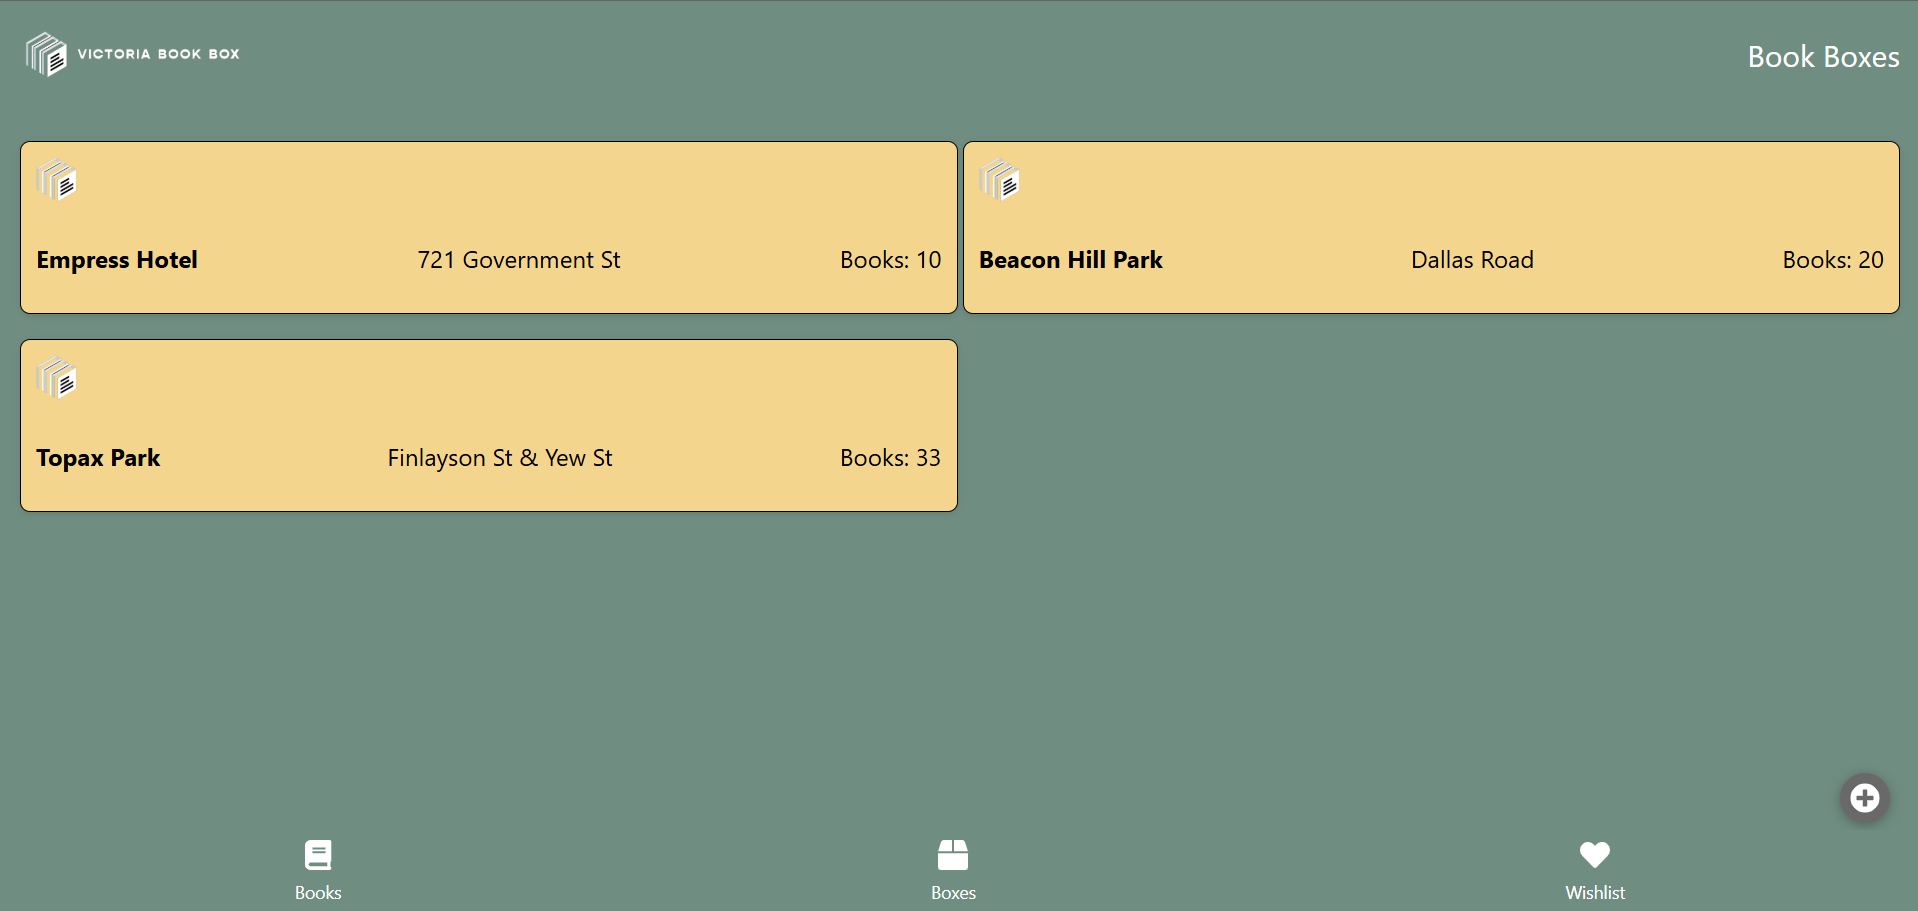 VICTORIA BOOK BOX
Book Boxes
Empress Hotel
721 Government St
Books: 10
Beacon Hill Park
Dallas Road
Books: 20
Topax Park
Finlayson St & Yew St
Books: 33
Books
Boxes
Wishlist